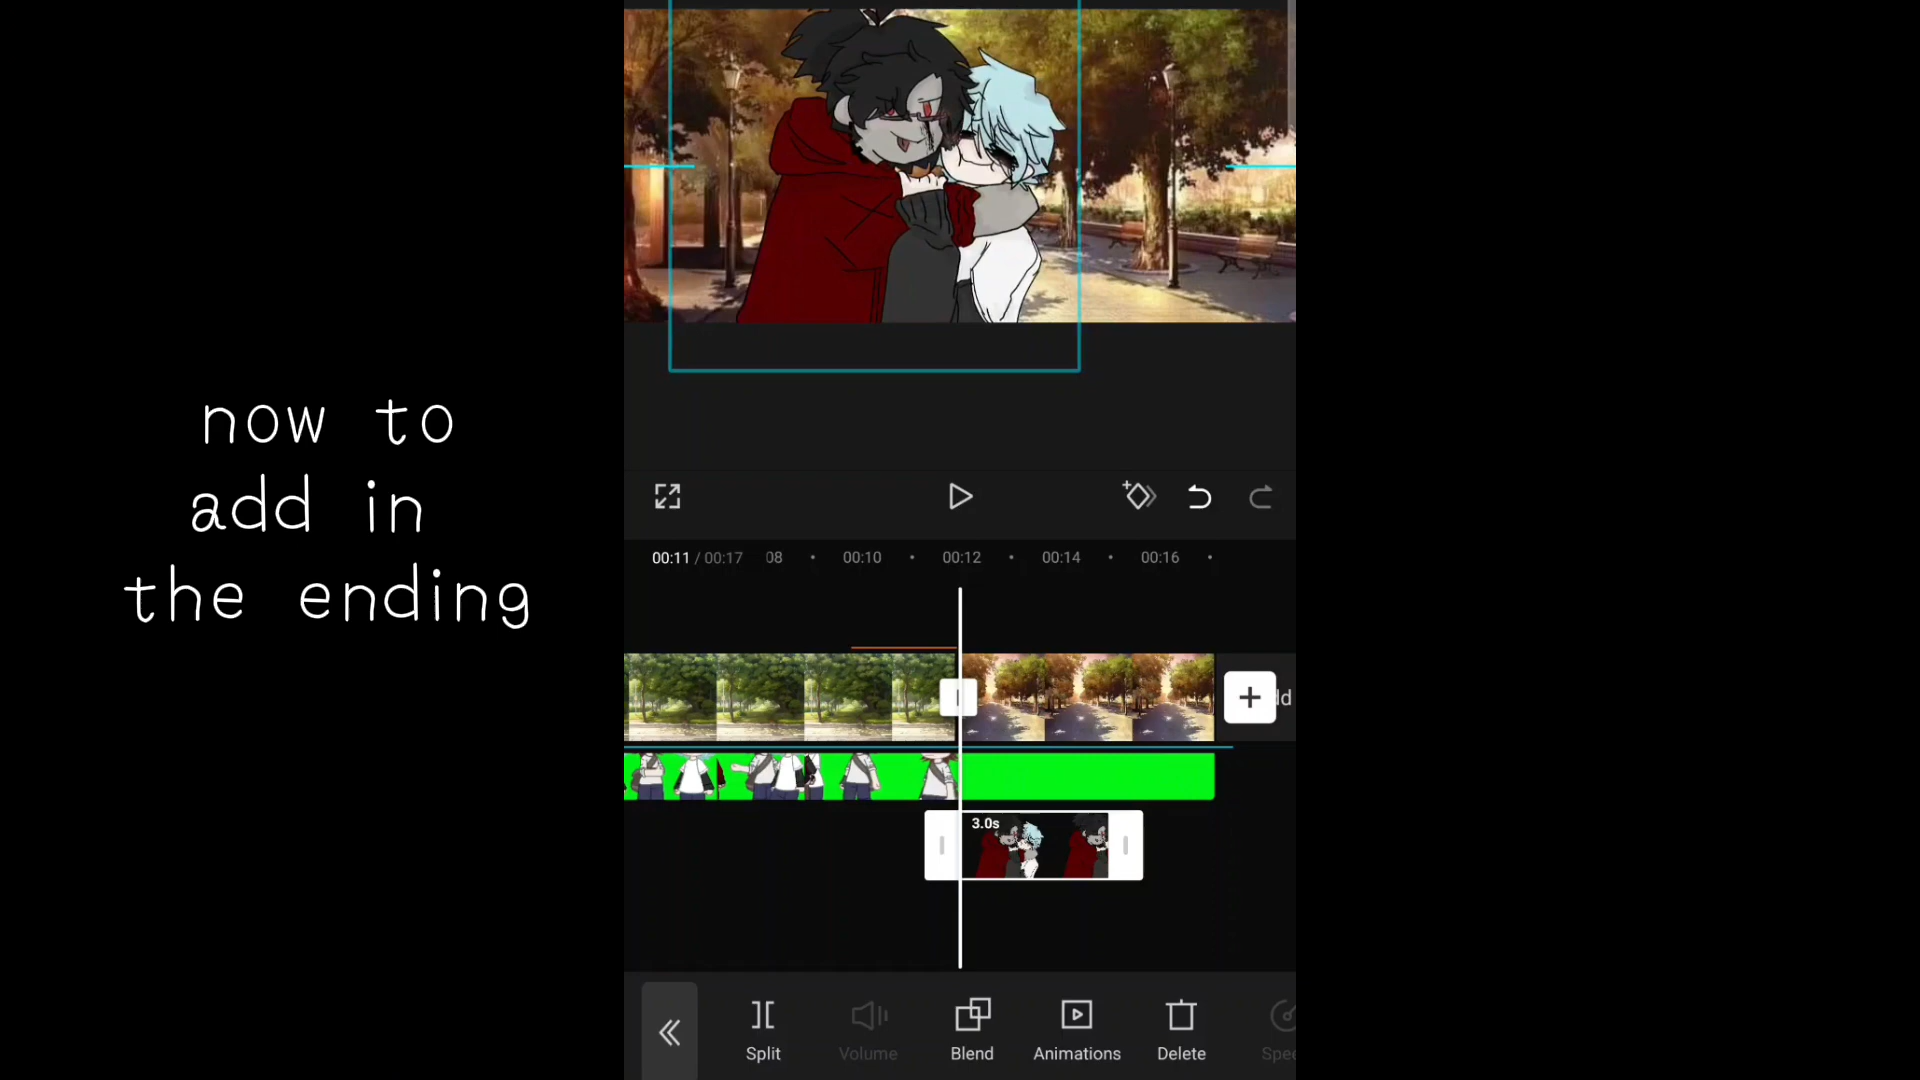 now to
add in
the ending
00:11 / 00:17 08 00:10 00:12 00:14 00:16
3.0s
Split Volume Blend Animations Delete